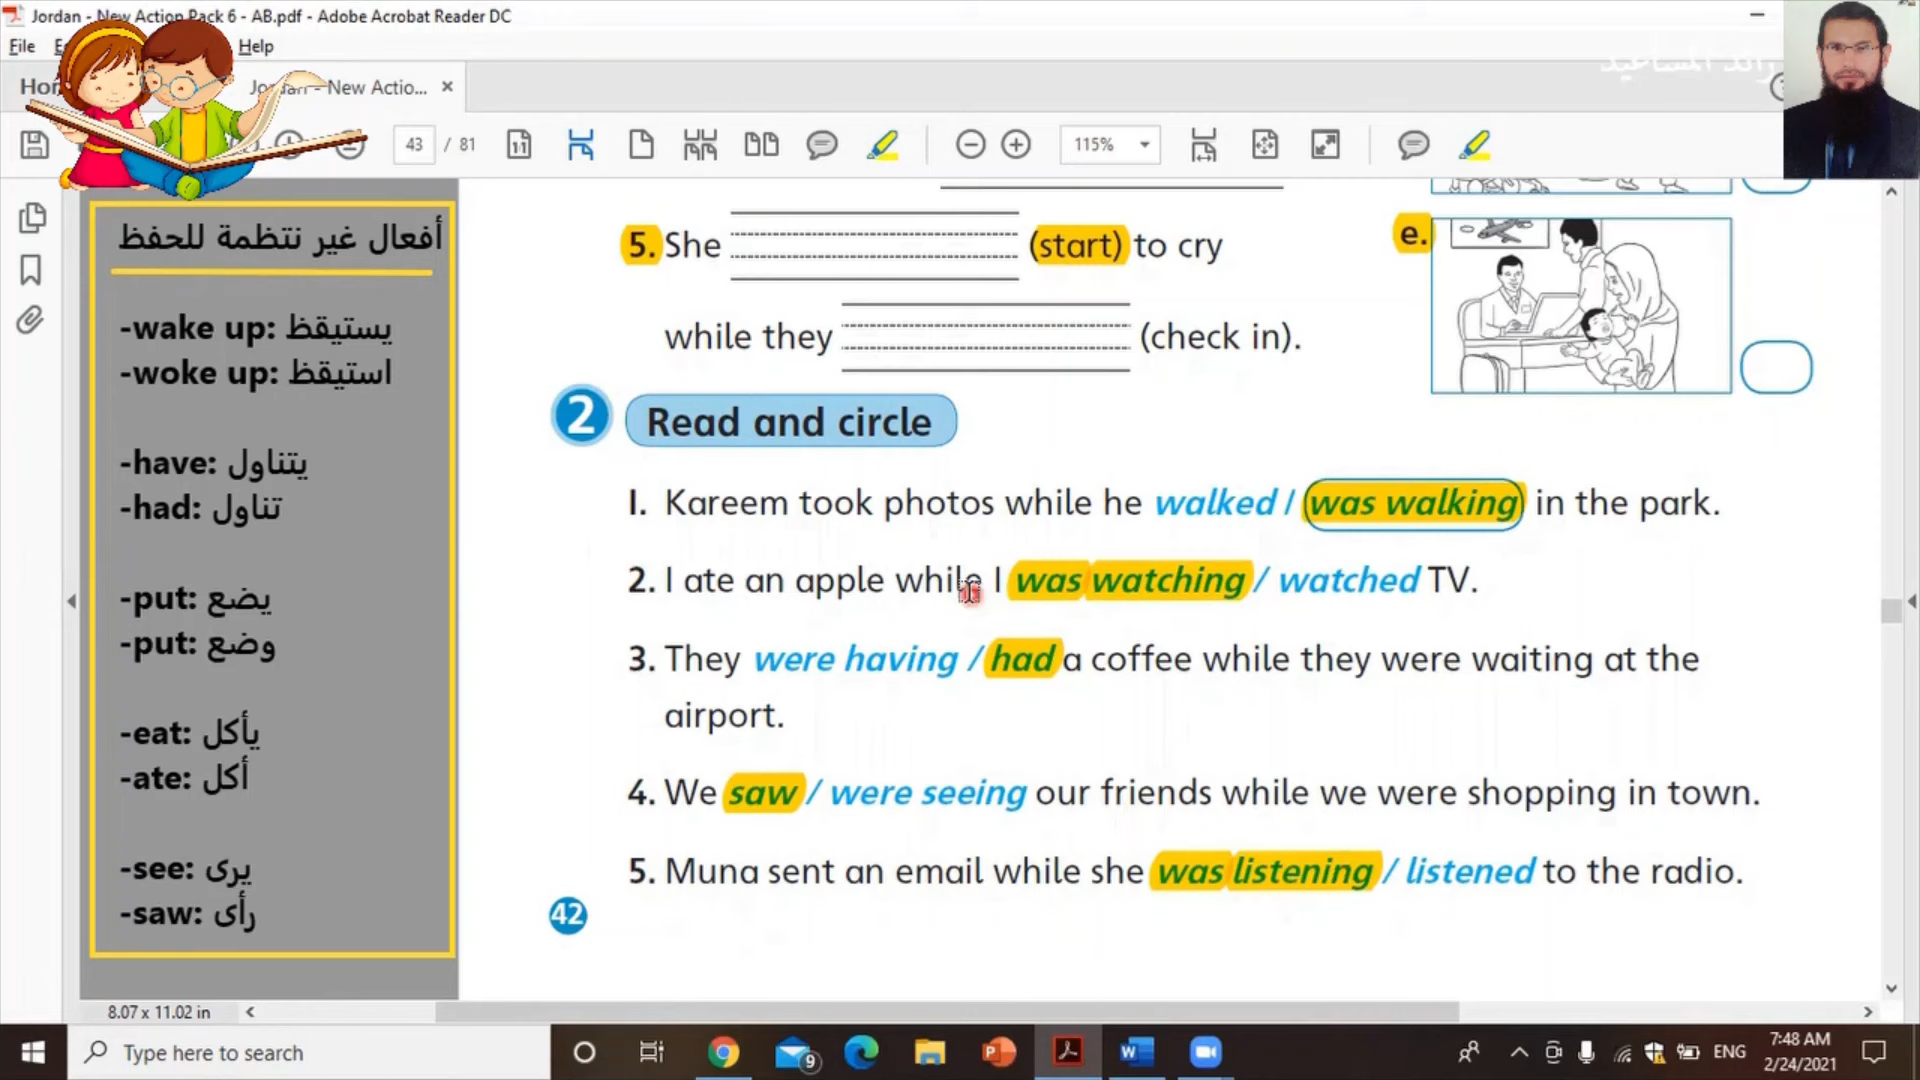 Jordan - New Action Pack 6 - AB.pdf - Adobe Acrobat Reader DC
File
Help
رائد المساعيد
Jordan - New Actio...
43 / 81
115%
أفعال غير نتظمة للحفظ
-wake up: يستيقظ
-woke up: استيقظ
-have: يتناول
-had: تناول
-put: يضع
-put: وضع
-eat: يأكل
-ate: أكل
-see: يرى
-saw: رأى
5. She (start) to cry
while they (check in).
e.
2 Read and circle
1. Kareem took photos while he walked / was walking in the park.
2. I ate an apple while I was watching / watched TV.
3. They were having / had a coffee while they were waiting at the
airport.
4. We saw / were seeing our friends while we were shopping in town.
5. Muna sent an email while she was listening / listened to the radio.
42
8.07 x 11.02 in
Type here to search
9
ENG
7:48 AM
2/24/2021